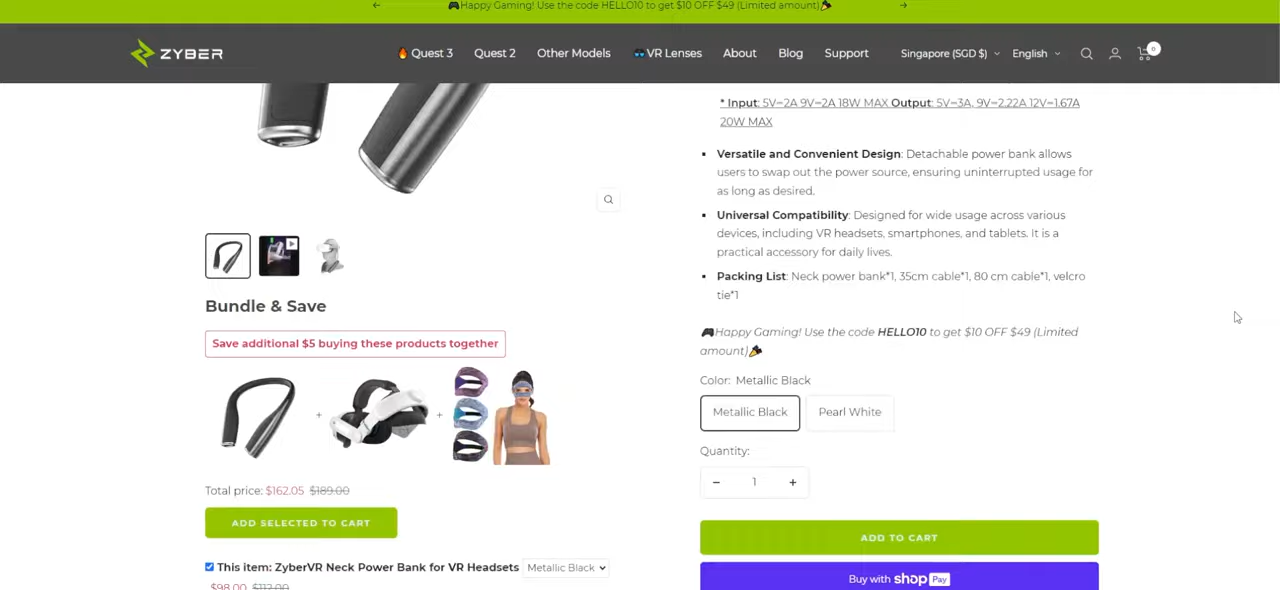 🎮Happy Gaming! Use the code HELLO10 to get $10 OFF $49 (Limited amount)🎉
ZYBER
🔥 Quest 3
Quest 2
Other Models
🥽VR Lenses
About
Blog
Support
Singapore (SGD $)
English
0
* Input: 5V=2A 9V=2A 18W MAX Output: 5V=3A, 9V=2.22A 12V=1.67A
20W MAX
▪ Versatile and Convenient Design: Detachable power bank allows
users to swap out the power source, ensuring uninterrupted usage for
as long as desired.
▪ Universal Compatibility: Designed for wide usage across various
devices, including VR headsets, smartphones, and tablets. It is a
practical accessory for daily lives.
▪ Packing List: Neck power bank*1, 35cm cable*1, 80 cm cable*1, velcro
tie*1
🎮Happy Gaming! Use the code HELLO10 to get $10 OFF $49 (Limited
amount)🎉
Color: Metallic Black
Metallic Black
Pearl White
Quantity:
− 1 +
ADD TO CART
Buy with shop Pay
Bundle & Save
Save additional $5 buying these products together
+ +
Total price: $162.05 $189.00
ADD SELECTED TO CART
This item: ZyberVR Neck Power Bank for VR Headsets Metallic Black
$98.00 $112.00